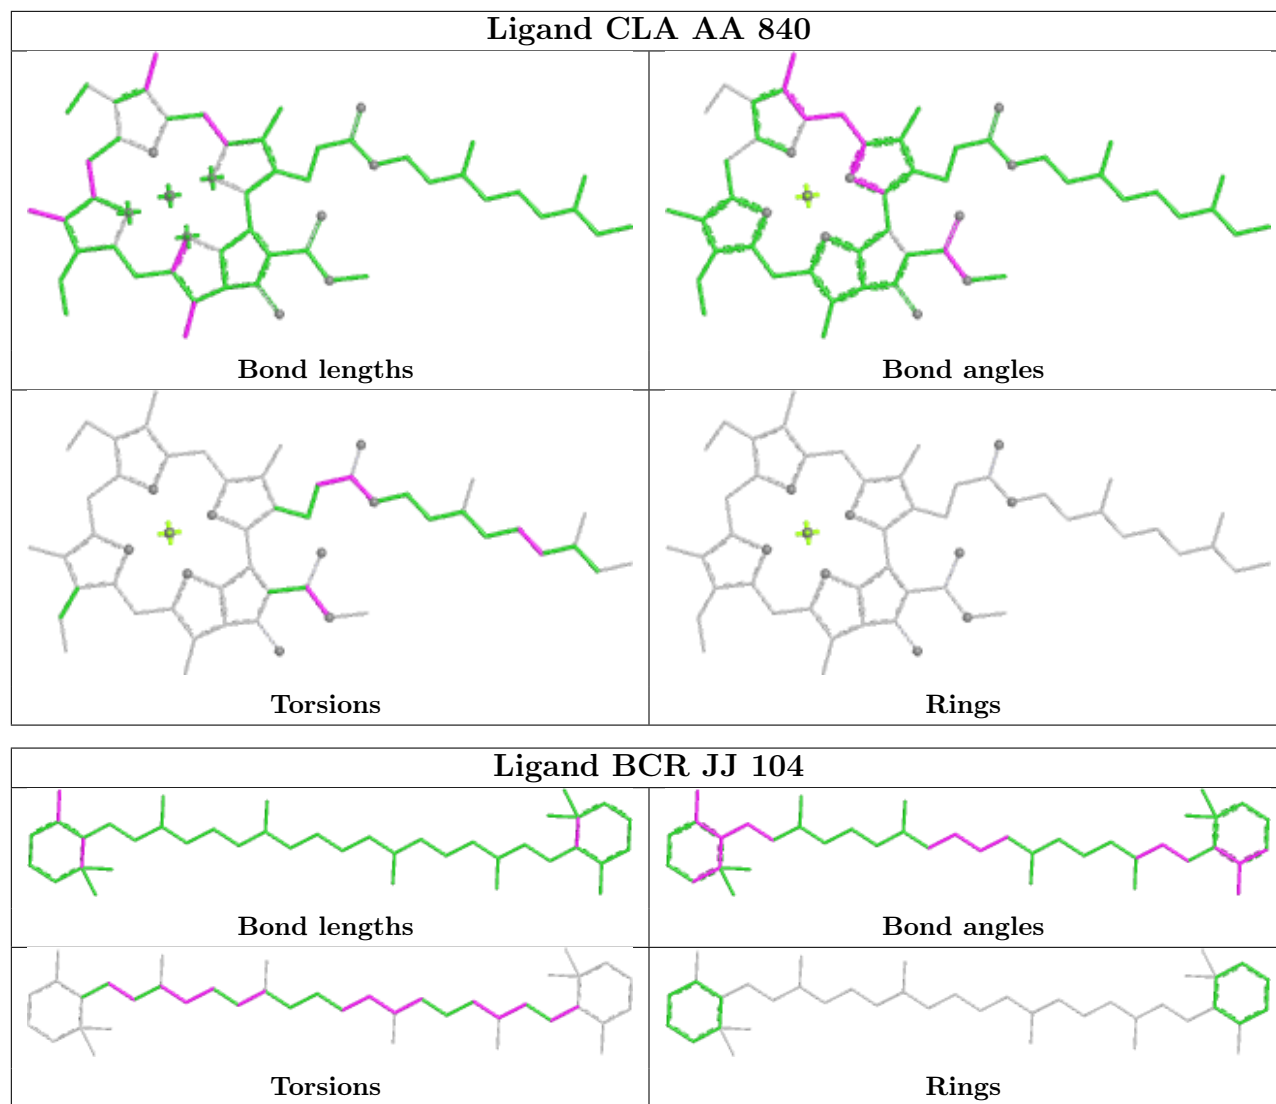 Ligand CLA AA 840
Bond lengths
Bond angles
Torsions
Rings
Ligand BCR JJ 104
Bond lengths
Bond angles
Torsions
Rings